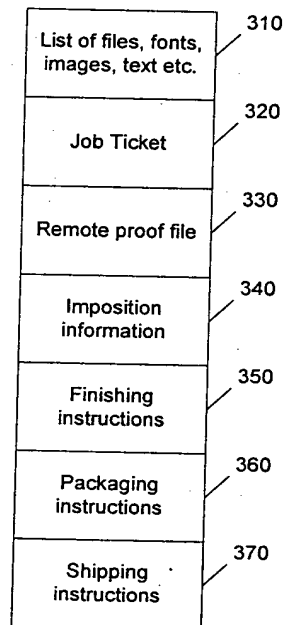 List of files, fonts, 310
images, text etc.
320
Job Ticket
330
Remote proof file
340
Imposition
information
350
Finishing
instructions
360
Packaging
instructions
370
Shipping
instructions